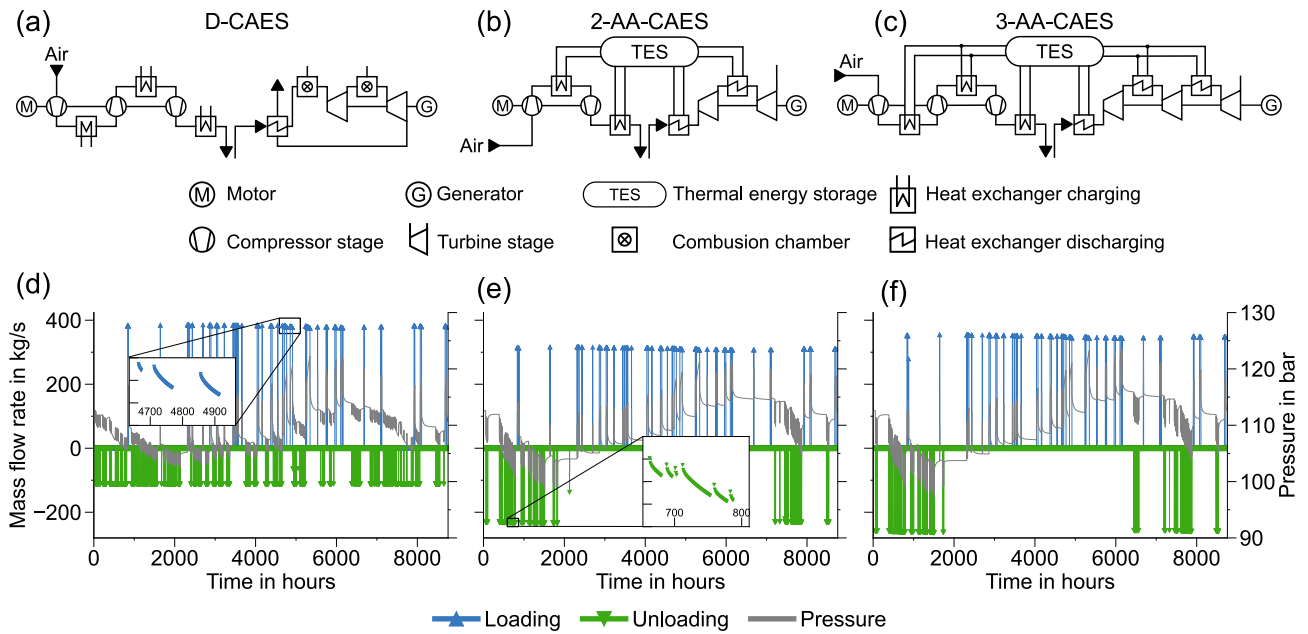 (a) D-CAES
(b) 2-AA-CAES
(c) 3-AA-CAES
Air
M
M
G
TES
M
Air
G
TES
Air
M
G
M Motor
G Generator
TES Thermal energy storage
Heat exchanger charging
Compressor stage
Turbine stage
Combusion chamber
Heat exchanger discharging
(d)
(e)
(f)
Mass flow rate in kg/s
400
200
0
−200
4700 4800 4900
0 2000 4000 6000 8000
Time in hours
700 800
0 2000 4000 6000 8000
Time in hours
0 2000 4000 6000 8000
Time in hours
130
120
110
100
90
Pressure in bar
Loading Unloading Pressure